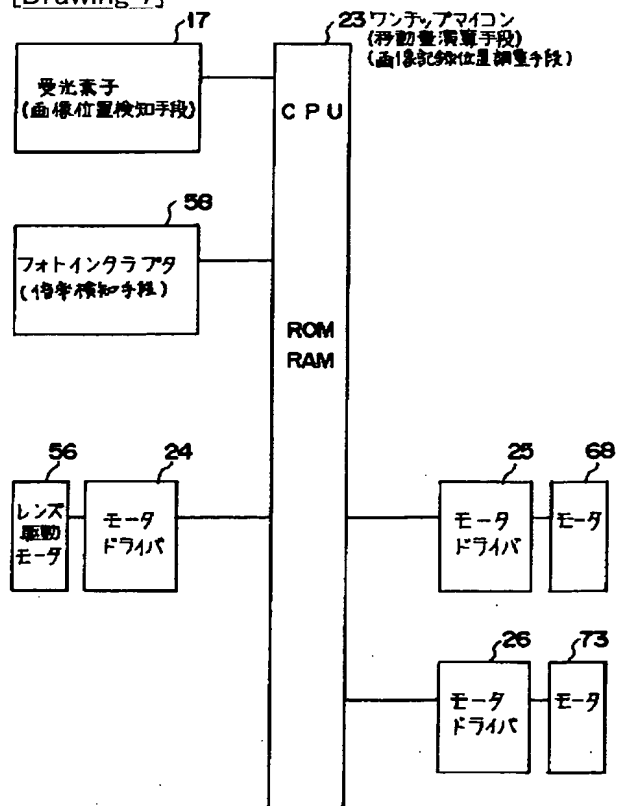 [Drawing 7]
17
受光素子
(画像位置検知手段)
23 ワンチップマイコン
(移動量演算手段)
(画像記録位置調整手段)
CPU
58
フォトインタラプタ
(倍率検知手段)
ROM
RAM
56
レンズ
駆動
モータ
24
モータ
ドライバ
25
モータ
ドライバ
68
モータ
26
モータ
ドライバ
73
モータ